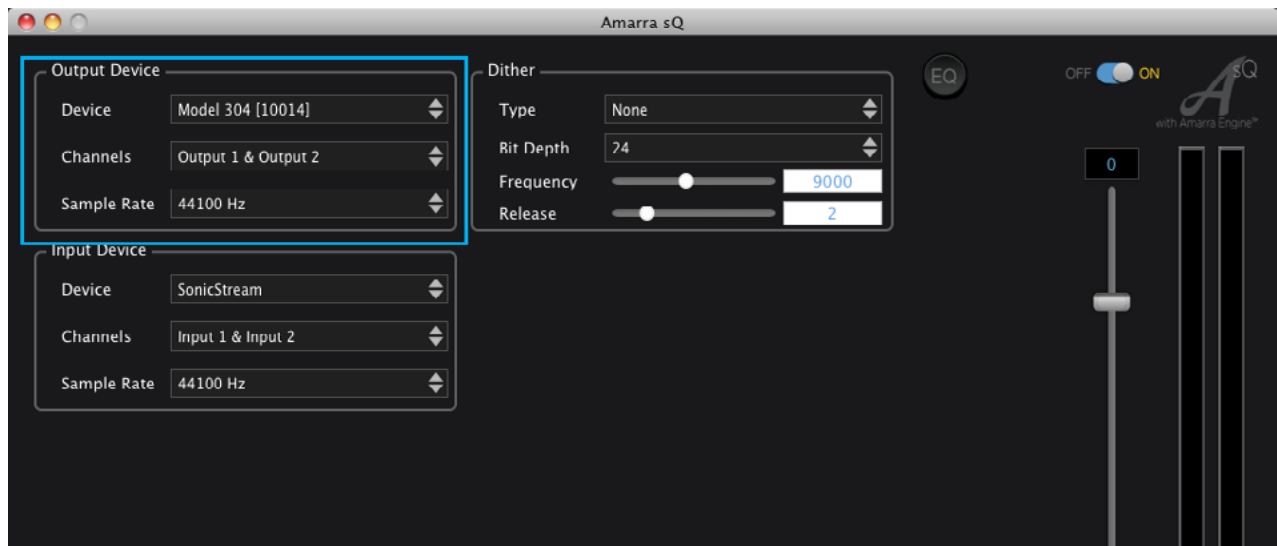 Amarra sQ
Output Device
Device Model 304 [10014]
Channels Output 1 & Output 2
Sample Rate 44100 Hz
Input Device
Device SonicStream
Channels Input 1 & Input 2
Sample Rate 44100 Hz
Dither
Type None
Bit Depth 24
Frequency 9000
Release 2
EQ
OFF ON
A sQ
with Amarra Engine™
0